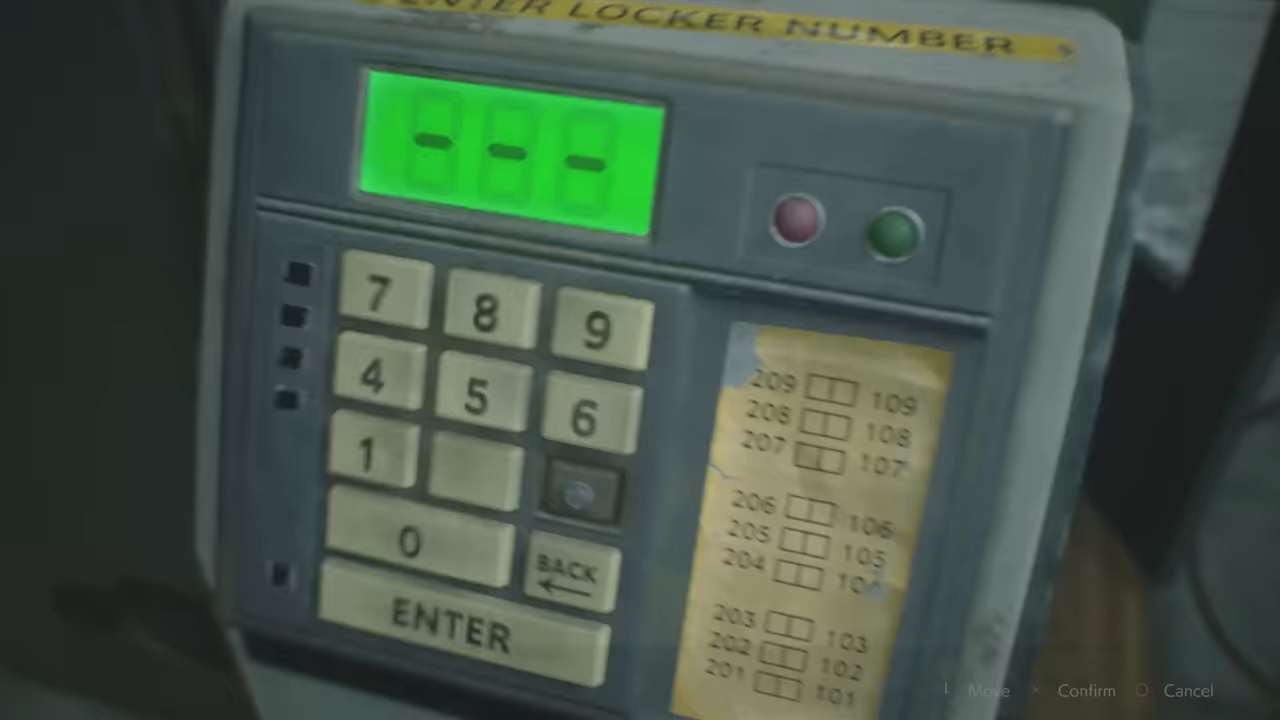 ENTER LOCKER NUMBER
- - -
7 8 9
4 5 6
1
0 BACK
ENTER
209 109
208 108
207 107
206 106
205 105
204 104
203 103
202 102
201 101
Move × Confirm O Cancel